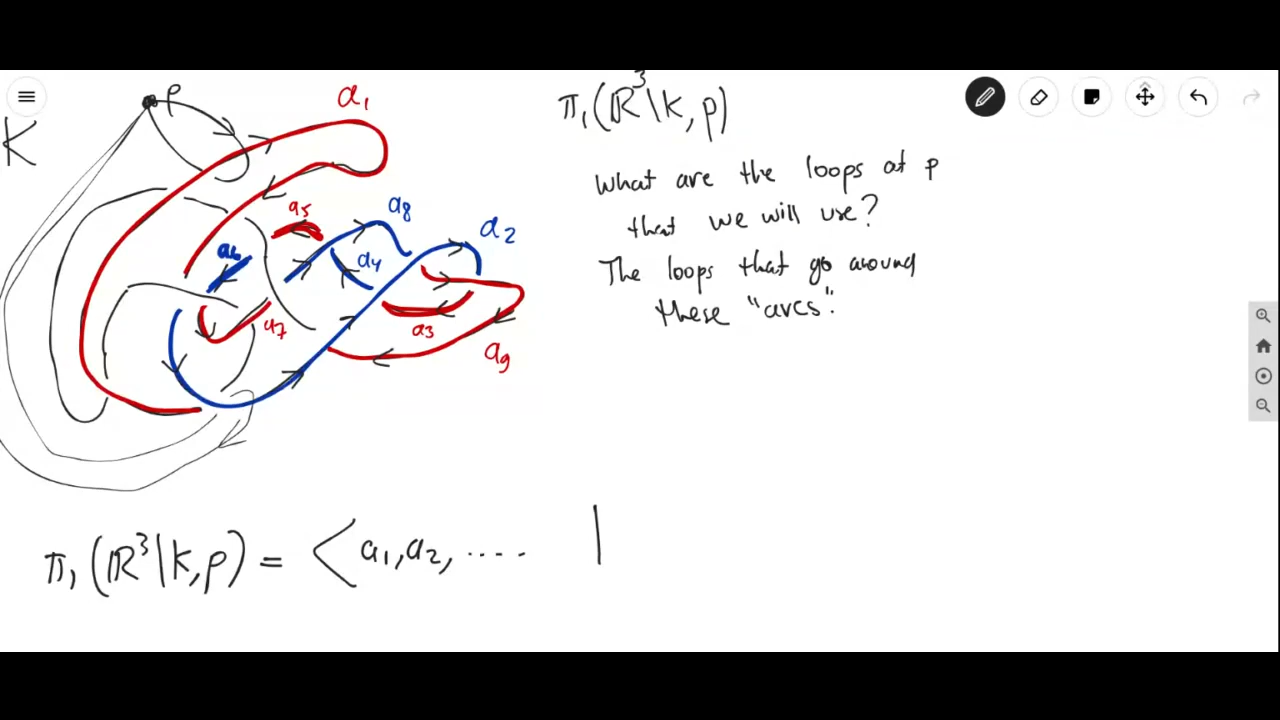 p
a₁
K
π₁(ℝ³\K, p)
What are the loops at p
that we will use?
The loops that go around
these "arcs".
a₅
a₈
a₂
a₆
a₄
a₇
a₃
a₉
π₁(ℝ³\K, p) = ⟨ a₁, a₂, ..... |